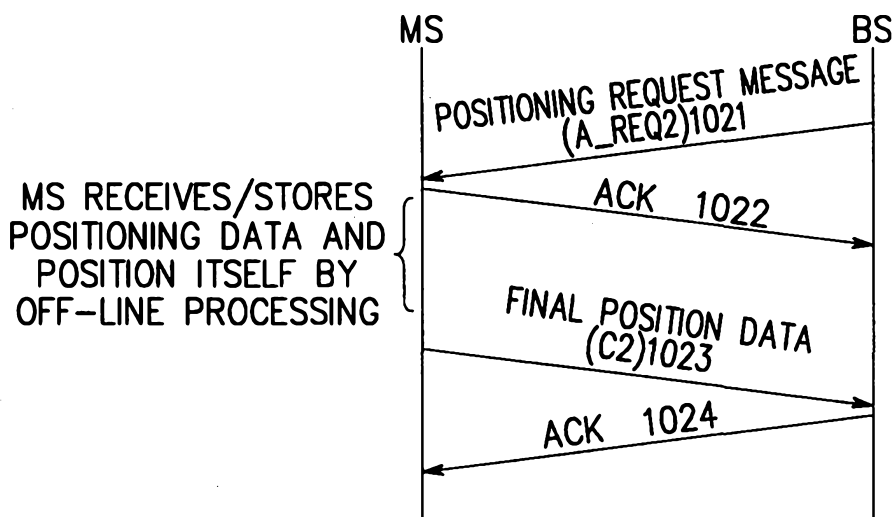 MS
BS
POSITIONING REQUEST MESSAGE
(A_REQ2)1021
ACK 1022
MS RECEIVES/STORES
POSITIONING DATA AND
POSITION ITSELF BY
OFF-LINE PROCESSING
FINAL POSITION DATA
(C2)1023
ACK 1024